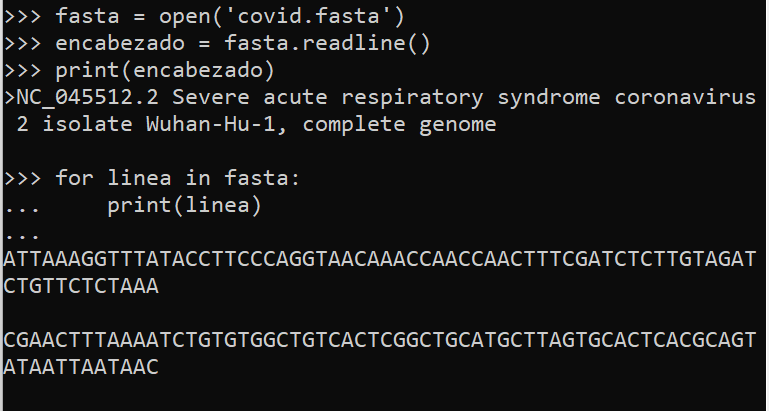 >>> fasta = open('covid.fasta')
>>> encabezado = fasta.readline()
>>> print(encabezado)
>NC_045512.2 Severe acute respiratory syndrome coronavirus
 2 isolate Wuhan-Hu-1, complete genome
>>> for linea in fasta:
...     print(linea)
...
ATTAAAGGTTTATACCTTCCCAGGTAACAAACCAACCAACTTTCGATCTCTTGTAGAT
CTGTTCTCTAAA
CGAACTTTAAAATCTGTGTGGCTGTCACTCGGCTGCATGCTTAGTGCACTCACGCAGT
ATAATTAATAAC